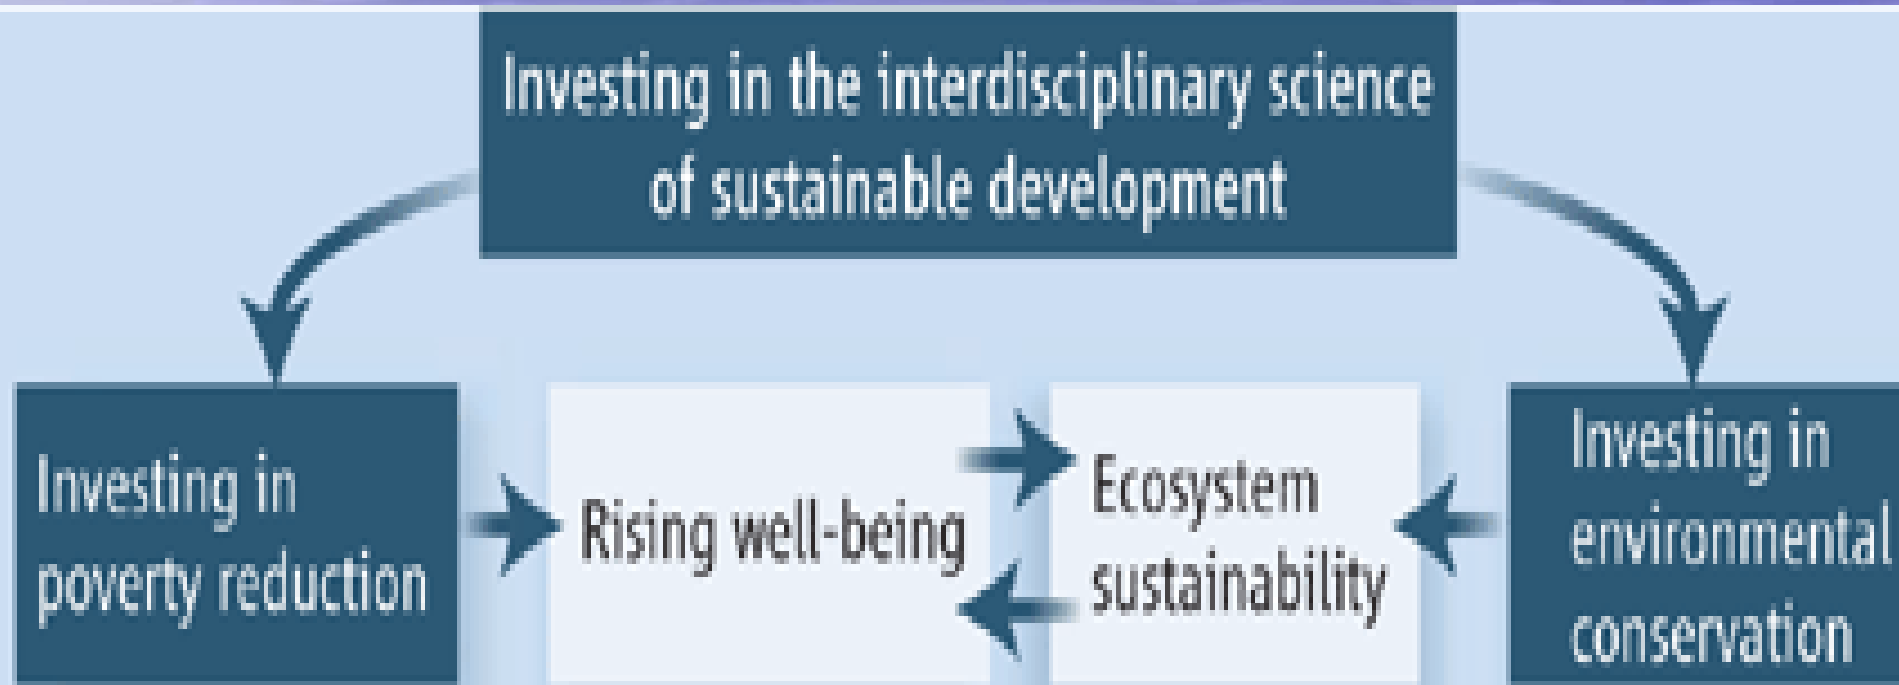 Investing in the interdisciplinary science
of sustainable development
Investing in
poverty reduction
Rising well-being
Ecosystem
sustainability
Investing in
environmental
conservation